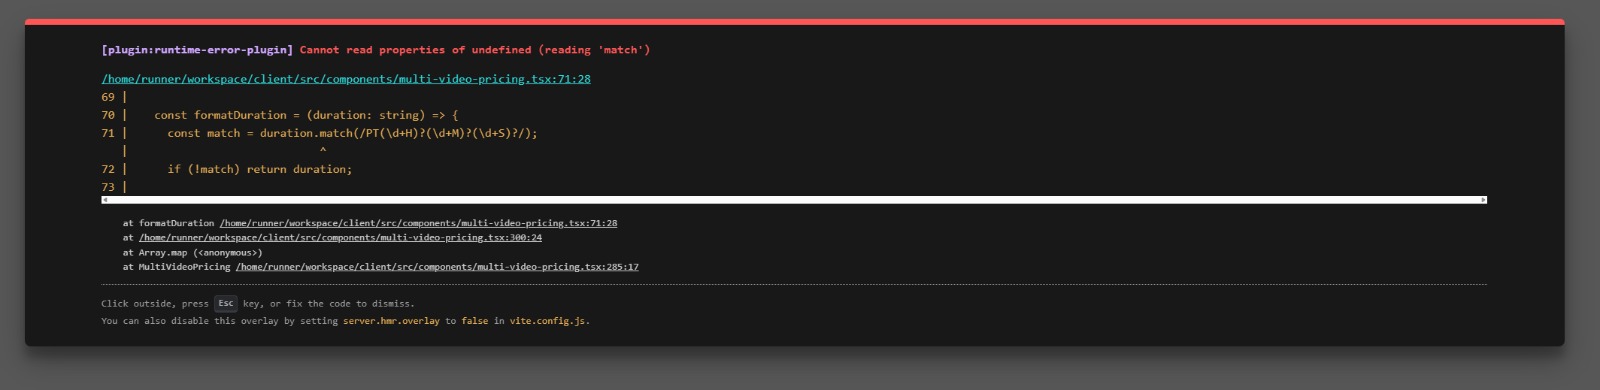 [plugin:runtime-error-plugin] Cannot read properties of undefined (reading 'match')
/home/runner/workspace/client/src/components/multi-video-pricing.tsx:71:28
69 |
70 |    const formatDuration = (duration: string) => {
71 |      const match = duration.match(/PT(\d+H)?(\d+M)?(\d+S)?/);
   |                             ^
72 |      if (!match) return duration;
73 |
at formatDuration /home/runner/workspace/client/src/components/multi-video-pricing.tsx:71:28
at /home/runner/workspace/client/src/components/multi-video-pricing.tsx:300:24
at Array.map (<anonymous>)
at MultiVideoPricing /home/runner/workspace/client/src/components/multi-video-pricing.tsx:285:17
Click outside, press Esc key, or fix the code to dismiss.
You can also disable this overlay by setting server.hmr.overlay to false in vite.config.js.